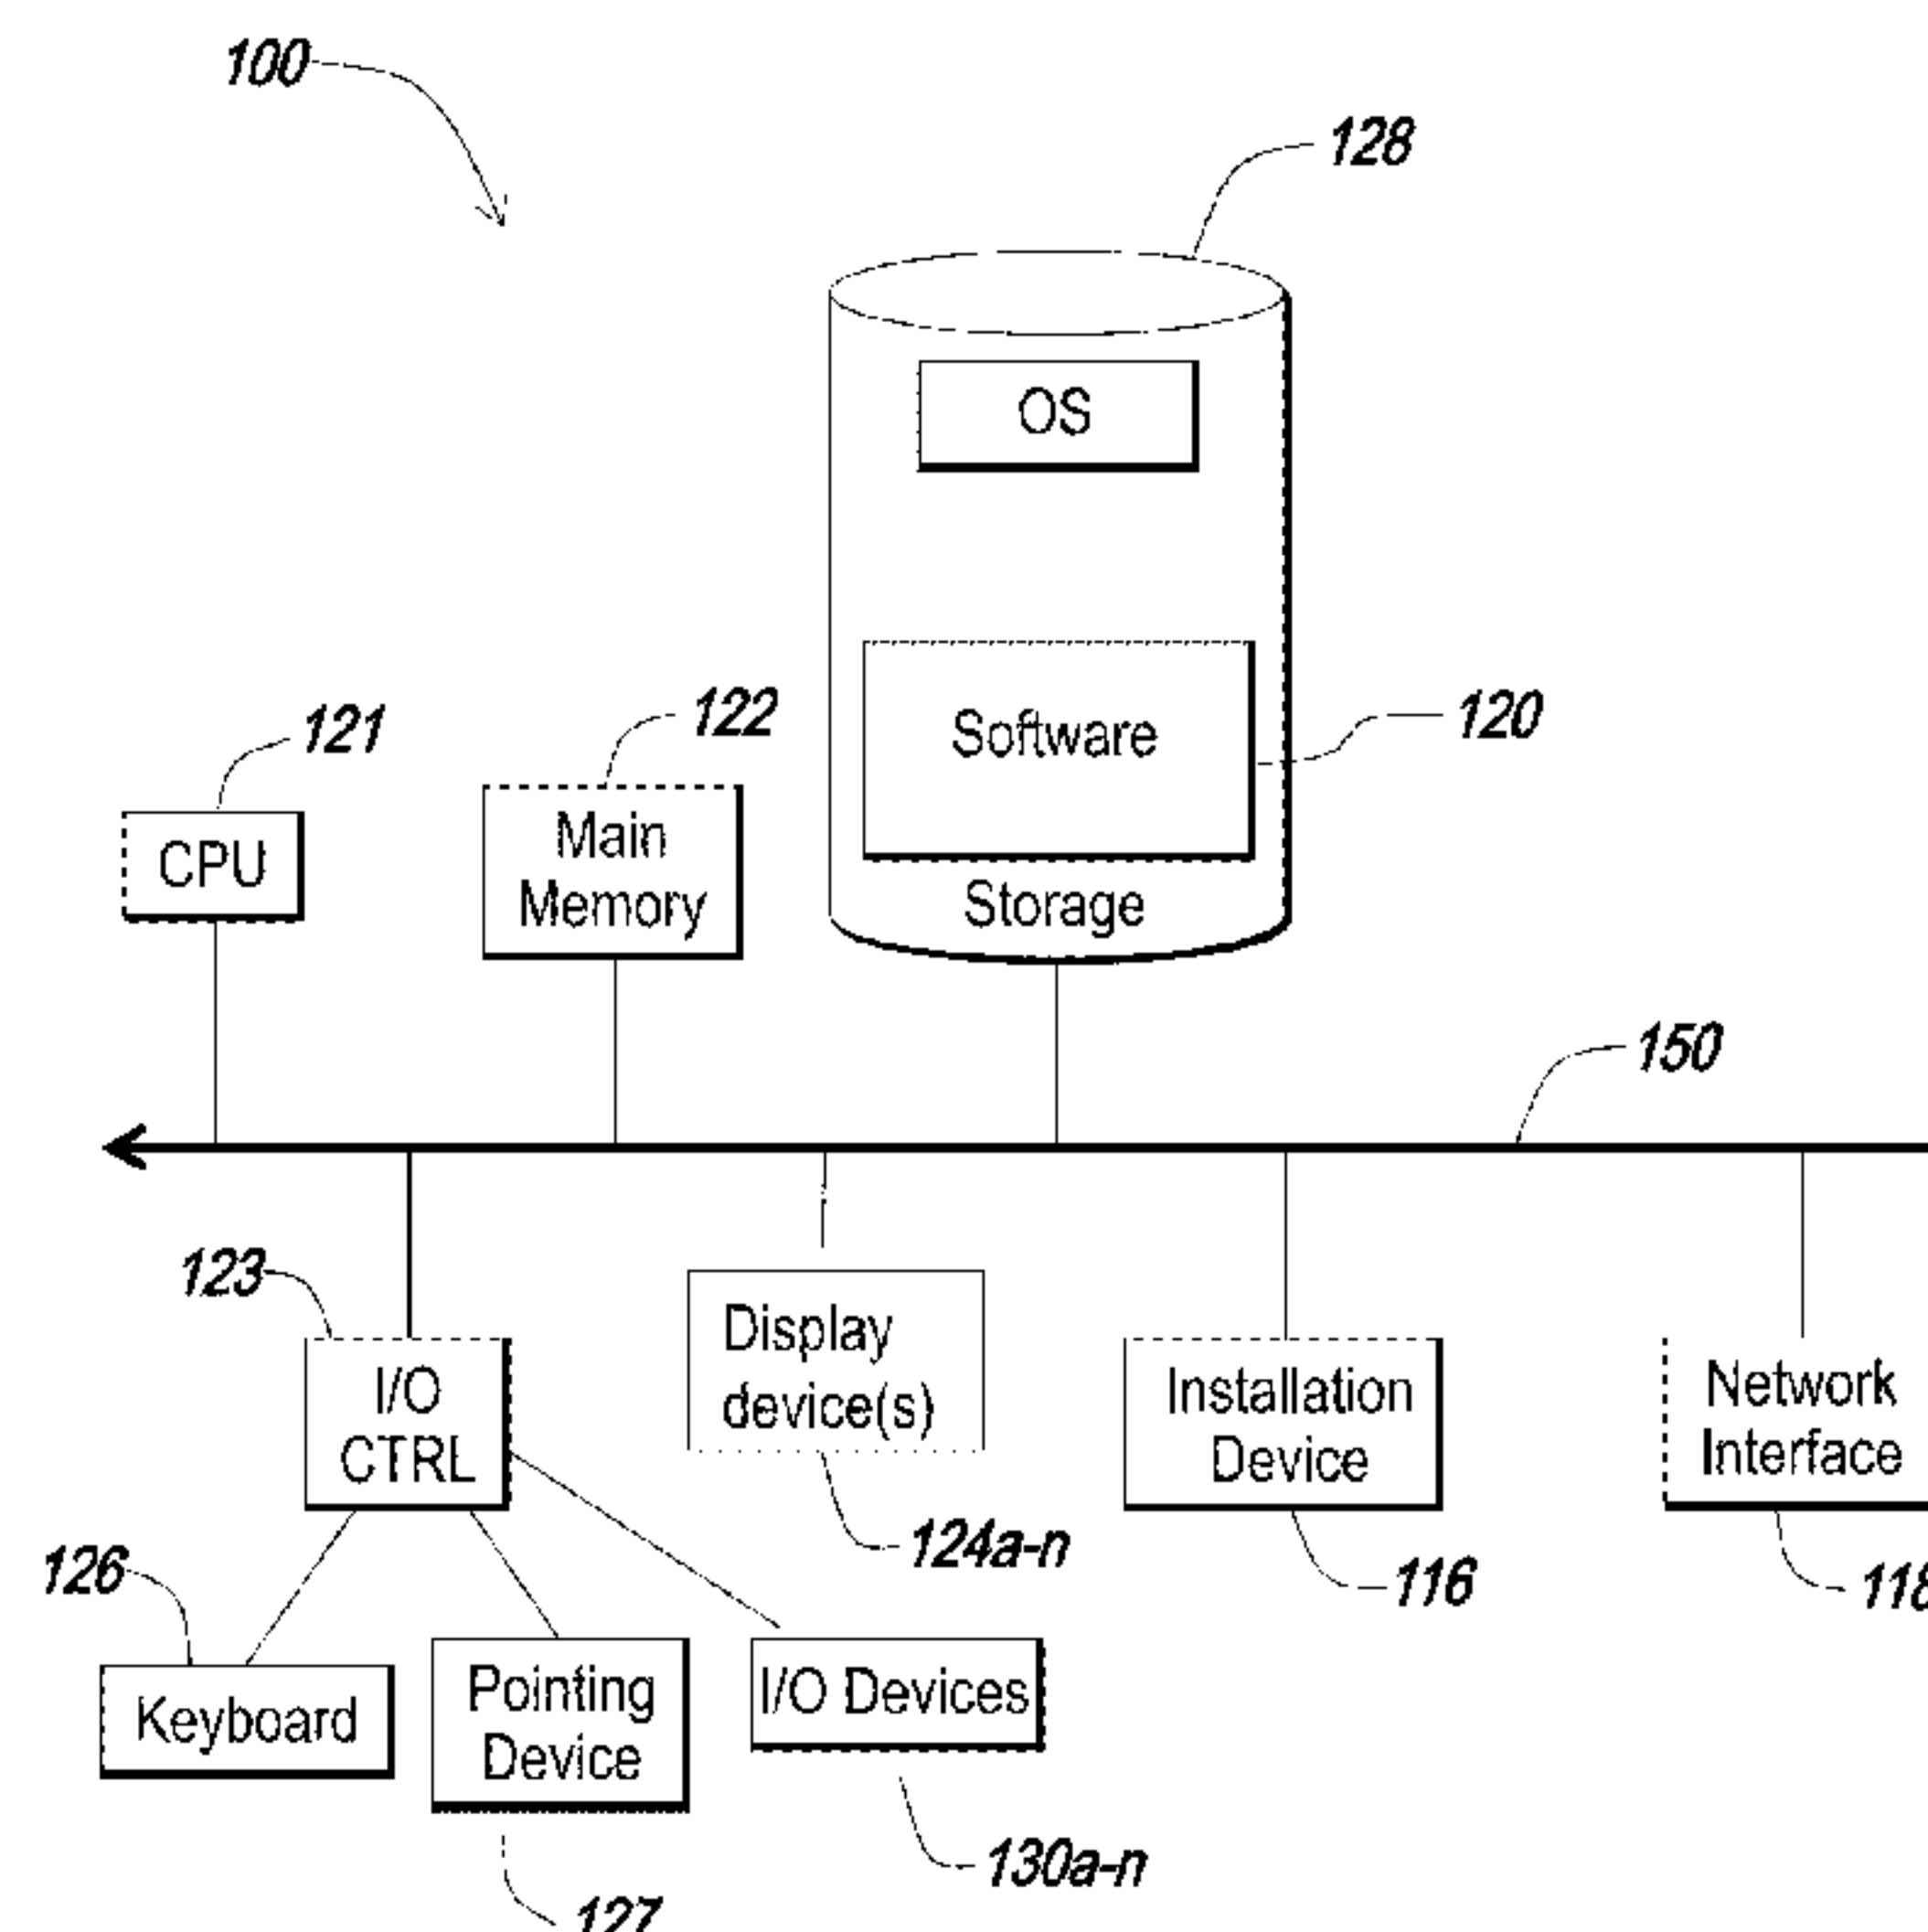 100
128
OS
Software
120
121
122
CPU
Main
Memory
Storage
150
123
I/O
CTRL
Display
device(s)
Installation
Device
Network
Interface
124a-n
116
118
126
Keyboard
Pointing
Device
I/O Devices
130a-n
127